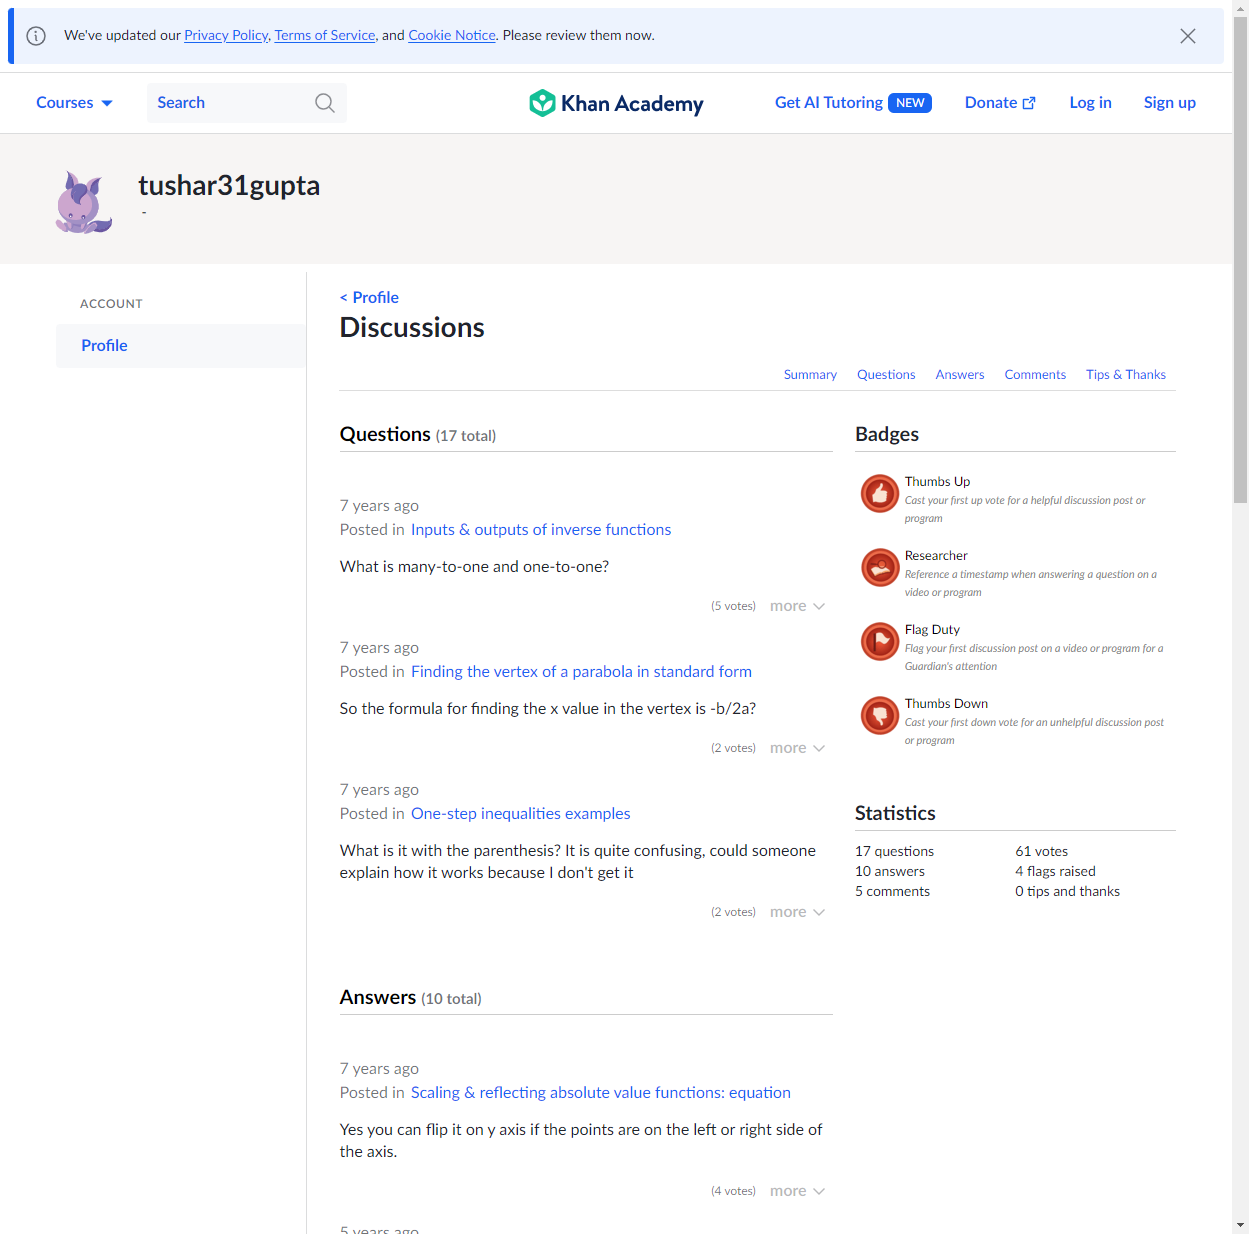 We've updated our Privacy Policy, Terms of Service, and Cookie Notice. Please review them now.
Courses
Search
Khan Academy
Get AI Tutoring NEW
Donate
Log in
Sign up
tushar31gupta
-
ACCOUNT
Profile
< Profile
Discussions
Summary Questions Answers Comments Tips & Thanks
Questions (17 total)
7 years ago
Posted in Inputs & outputs of inverse functions
What is many-to-one and one-to-one?
(5 votes) more
7 years ago
Posted in Finding the vertex of a parabola in standard form
So the formula for finding the x value in the vertex is -b/2a?
(2 votes) more
7 years ago
Posted in One-step inequalities examples
What is it with the parenthesis? It is quite confusing, could someone
explain how it works because I don't get it
(2 votes) more
Answers (10 total)
7 years ago
Posted in Scaling & reflecting absolute value functions: equation
Yes you can flip it on y axis if the points are on the left or right side of
the axis.
(4 votes) more
5 years ago
Badges
Thumbs Up
Cast your first up vote for a helpful discussion post or
program
Researcher
Reference a timestamp when answering a question on a
video or program
Flag Duty
Flag your first discussion post on a video or program for a
Guardian's attention
Thumbs Down
Cast your first down vote for an unhelpful discussion post
or program
Statistics
17 questions
10 answers
5 comments
61 votes
4 flags raised
0 tips and thanks